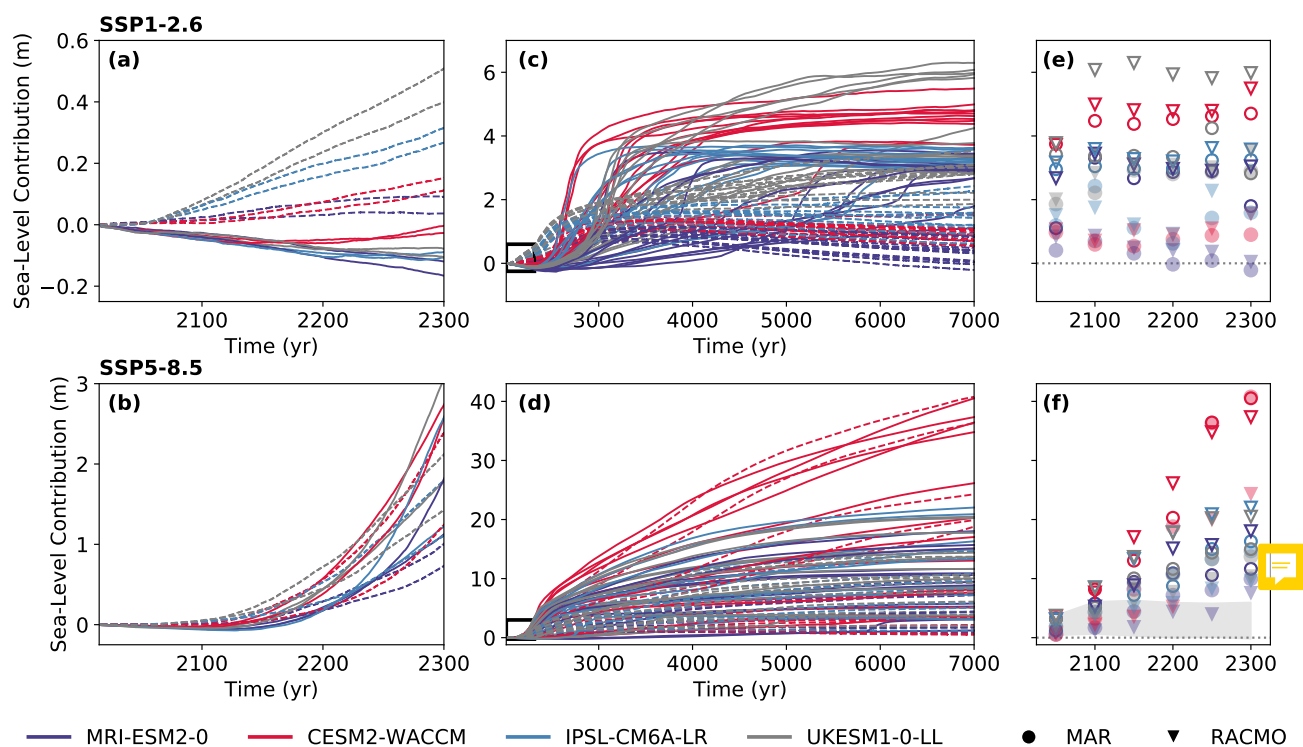 SSP1-2.6
(a)
(c)
(e)
Sea-Level Contribution (m)
0.6
0.4
0.2
0.0
−0.2
2100
2200
2300
Time (yr)
6
4
2
0
3000
4000
5000
6000
7000
Time (yr)
2100
2200
2300
SSP5-8.5
(b)
(d)
(f)
Sea-Level Contribution (m)
3
2
1
0
2100
2200
2300
Time (yr)
40
30
20
10
0
3000
4000
5000
6000
7000
Time (yr)
2100
2200
2300
MRI-ESM2-0 CESM2-WACCM IPSL-CM6A-LR UKESM1-0-LL MAR RACMO